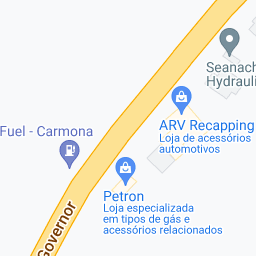 Seanach
Hydrauli
ARV Recapping
Loja de acessórios
automotivos
Fuel - Carmona
Petron
Loja especializada
em tipos de gás e
acessórios relacionados
Governor